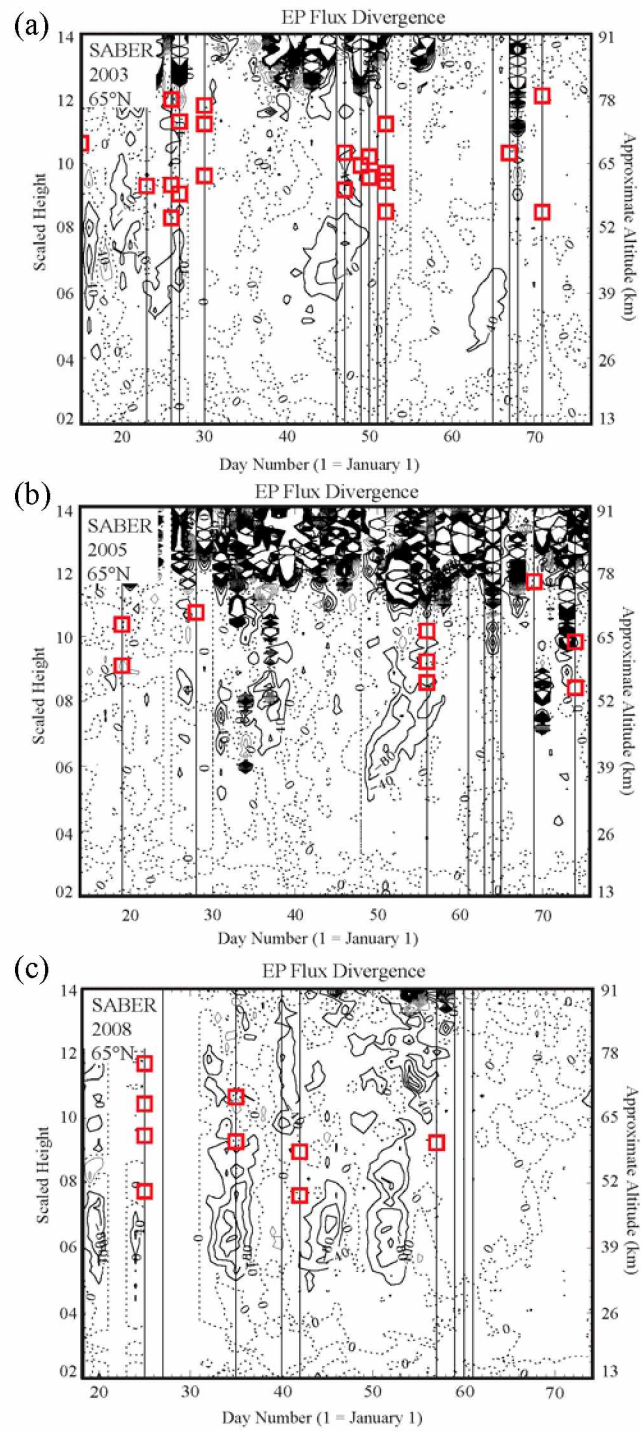 (a)
EP Flux Divergence
SABER
2003
65°N
14
12
10
08
06
04
02
Scaled Height
91
78
65
52
39
26
13
Approximate Altitude (km)
20 30 40 50 60 70
Day Number (1 = January 1)
(b)
EP Flux Divergence
SABER
2005
65°N
14
12
10
08
06
04
02
Scaled Height
91
78
65
52
39
26
13
Approximate Altitude (km)
19 30 40 50 60 70
Day Number (1 = January 1)
(c)
EP Flux Divergence
SABER
2008
65°N
14
12
10
08
06
04
02
Scaled Height
91
78
65
52
39
26
13
Approximate Altitude (km)
20 30 40 50 60 70
Day Number (1 = January 1)